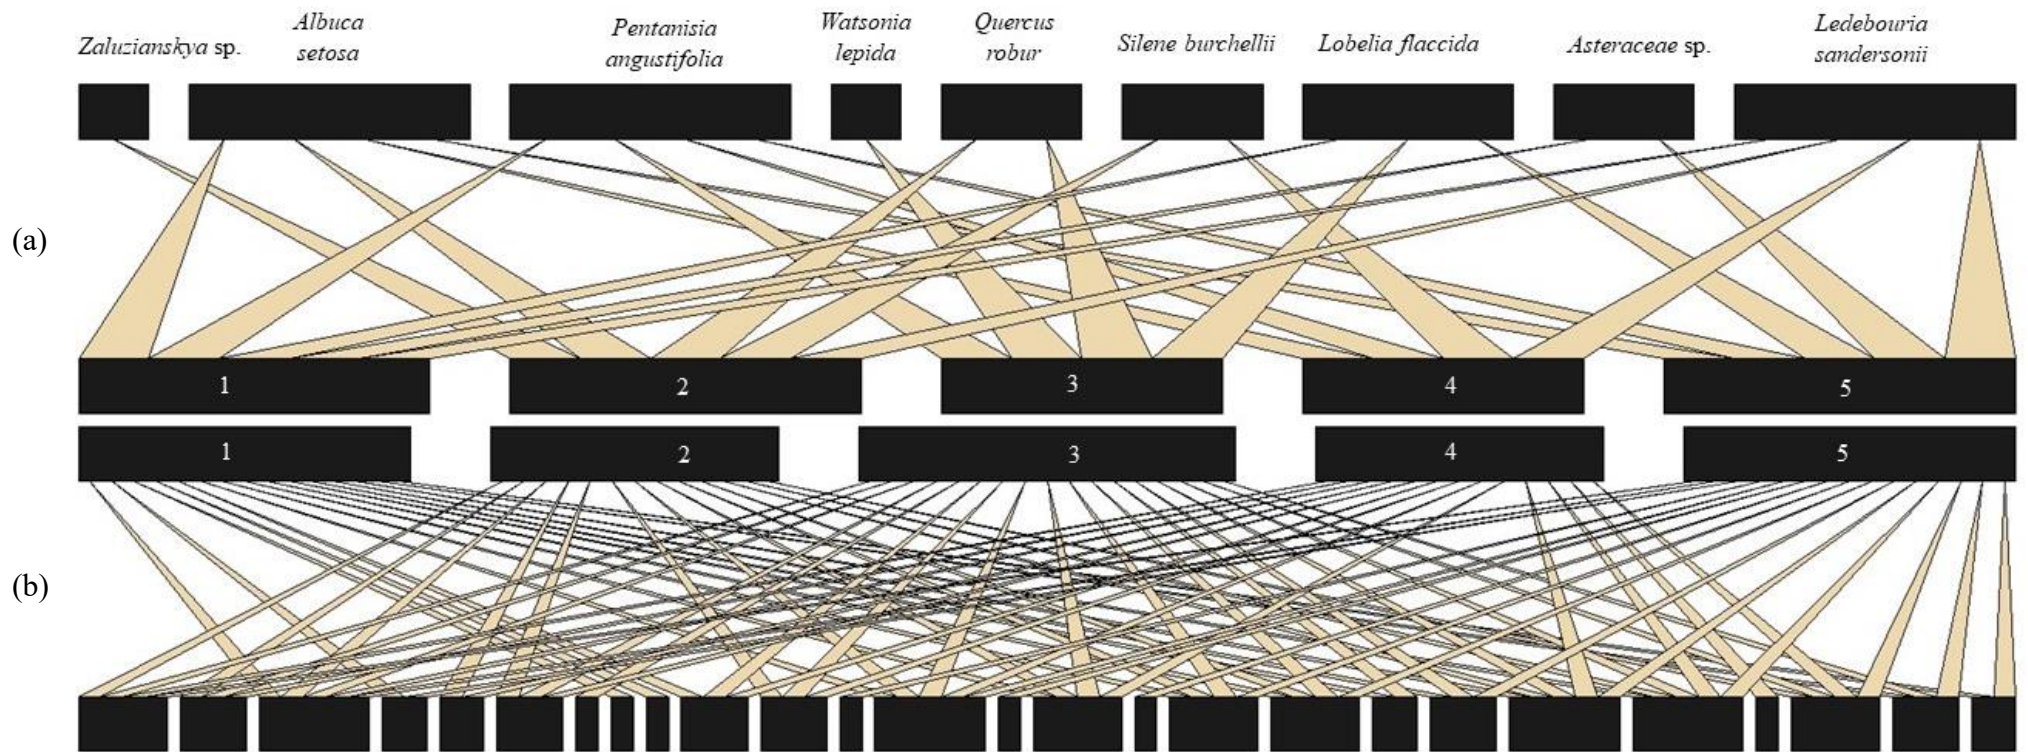 Zaluzianskya sp.
Albuca
setosa
Pentanisia
angustifolia
Watsonia
lepida
Quercus
robur
Silene burchellii
Lobelia flaccida
Asteraceae sp.
Ledebouria
sandersonii
(a)
1 2 3 4 5
1 2 3 4 5
(b)